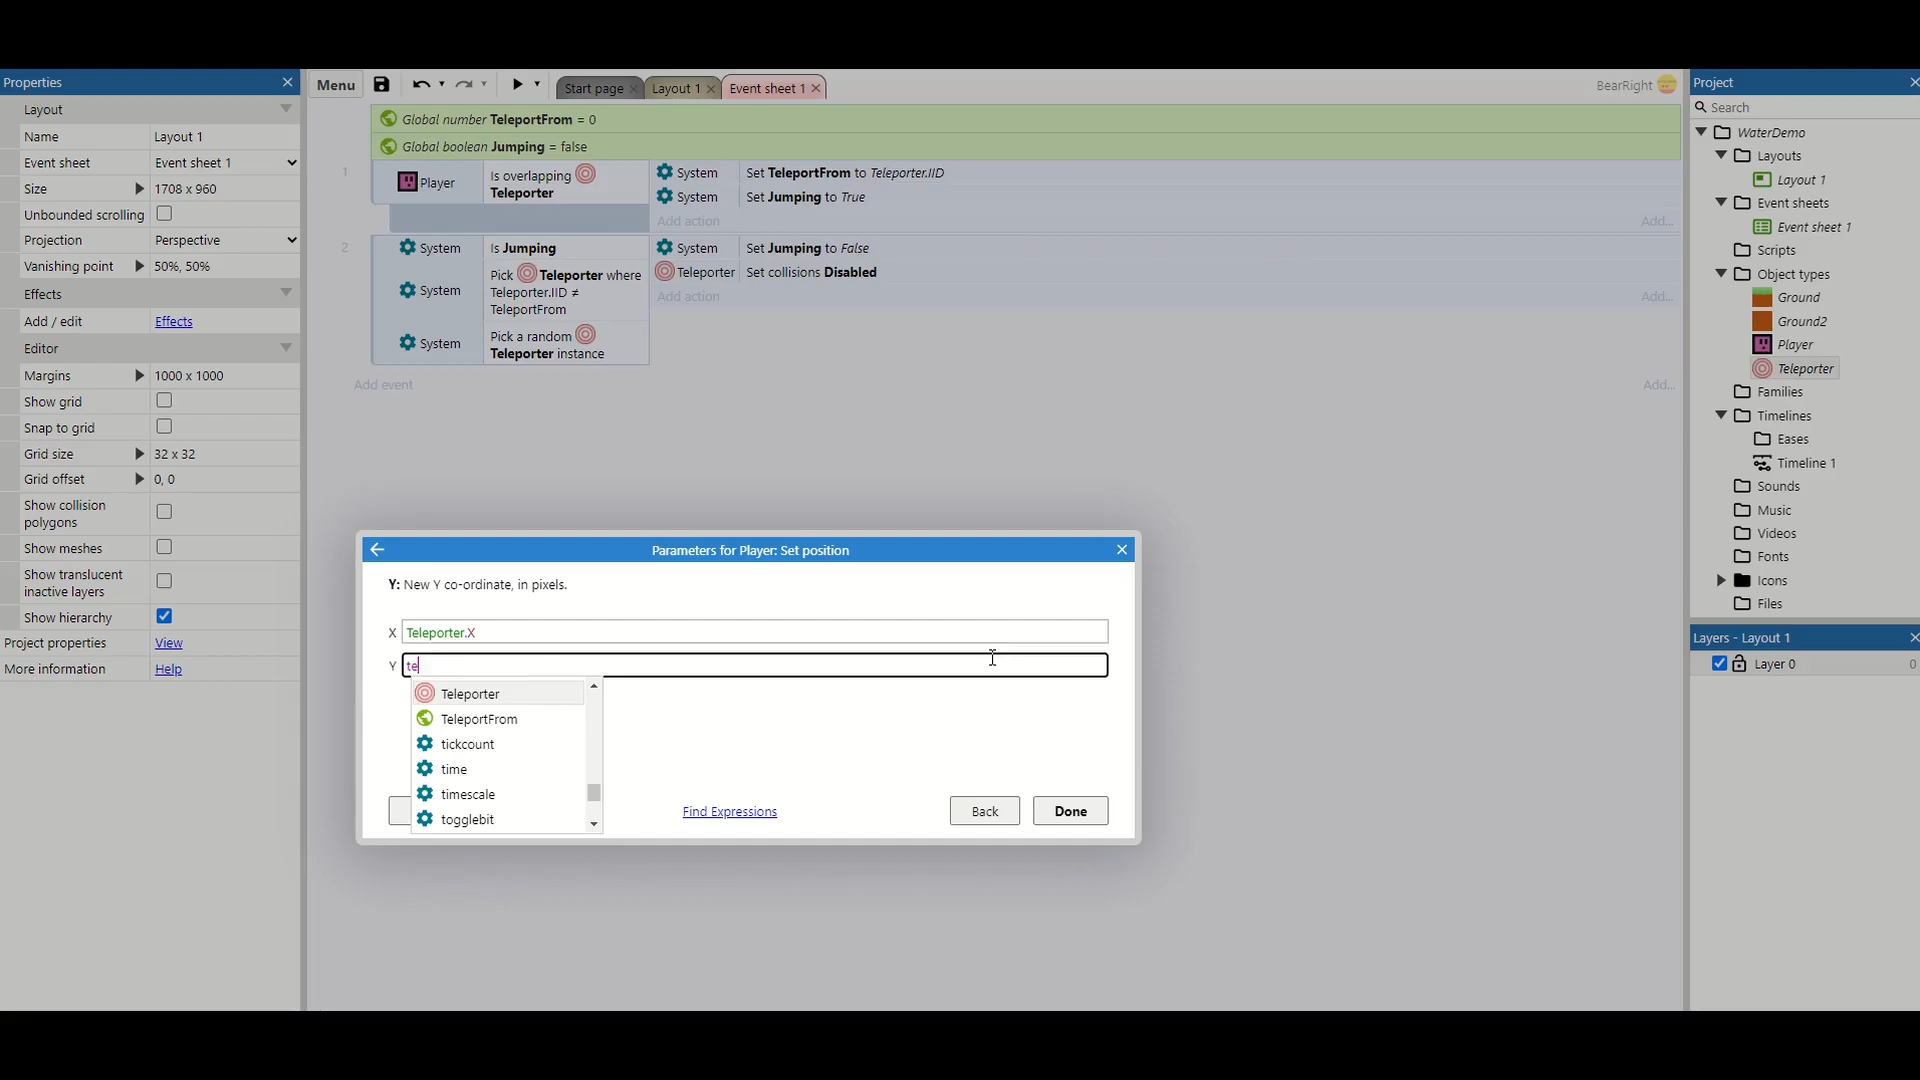 Properties
Layout
Name Layout 1
Event sheet Event sheet 1
Size 1708 x 960
Unbounded scrolling
Projection Perspective
Vanishing point 50%, 50%
Effects
Add / edit Effects
Editor
Margins 1000 x 1000
Show grid
Snap to grid
Grid size 32 x 32
Grid offset 0, 0
Show collision
polygons
Show meshes
Show translucent
inactive layers
Show hierarchy
Project properties View
More information Help
Menu
Start page
Layout 1
Event sheet 1
BearRight
Global number TeleportFrom = 0
Global boolean Jumping = false
1
Player
Is overlapping
Teleporter
System Set TeleportFrom to Teleporter.IID
System Set Jumping to True
Add action Add...
2
System Is Jumping
System
Pick Teleporter where
Teleporter.IID ≠
TeleportFrom
System
Pick a random
Teleporter instance
System Set Jumping to False
Teleporter Set collisions Disabled
Add action Add...
Add event Add...
Parameters for Player: Set position
Y: New Y co-ordinate, in pixels.
X Teleporter.X
Y te
Teleporter
TeleportFrom
tickcount
time
timescale
togglebit
Find Expressions
Back
Done
Project
Search
WaterDemo
Layouts
Layout 1
Event sheets
Event sheet 1
Scripts
Object types
Ground
Ground2
Player
Teleporter
Families
Timelines
Eases
Timeline 1
Sounds
Music
Videos
Fonts
Icons
Files
Layers - Layout 1
Layer 0 0